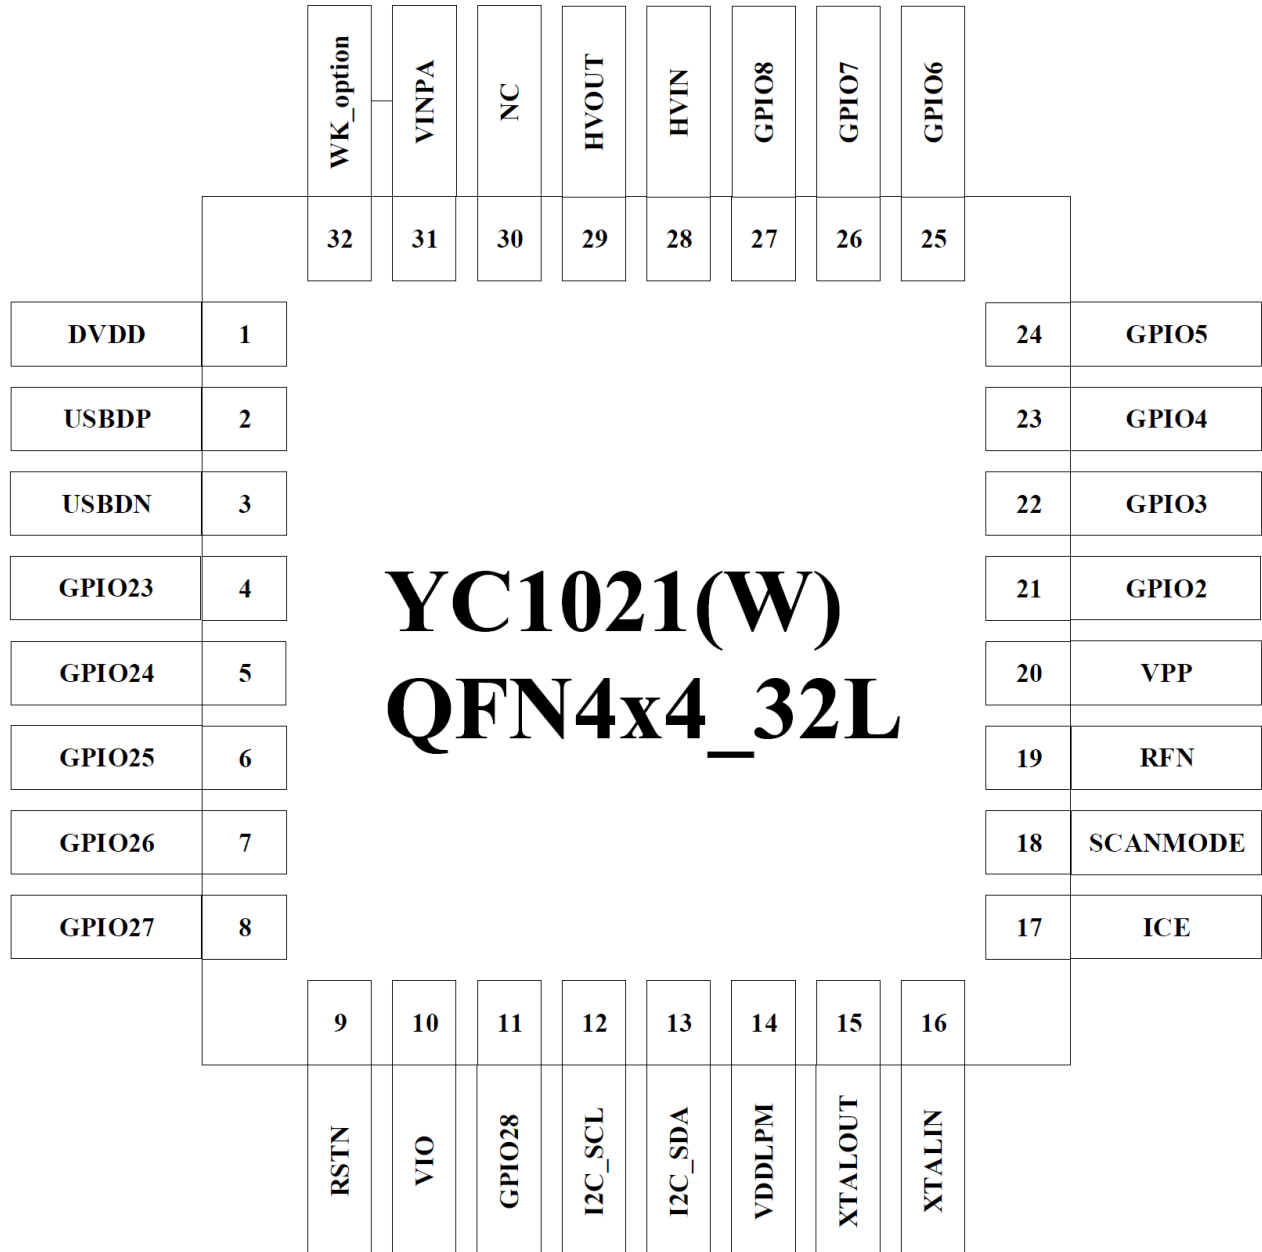 WK_option
VINPA
NC
HVOUT
HVIN
GPIO8
GPIO7
GPIO6
32
31
30
29
28
27
26
25
DVDD 1
24 GPIO5
USBDP 2
23 GPIO4
USBDN 3
22 GPIO3
GPIO23 4
21 GPIO2
GPIO24 5
20 VPP
GPIO25 6
19 RFN
GPIO26 7
18 SCANMODE
GPIO27 8
17 ICE
YC1021(W)
QFN4x4_32L
9
10
11
12
13
14
15
16
RSTN
VIO
GPIO28
I2C_SCL
I2C_SDA
VDDLPM
XTALOUT
XTALIN